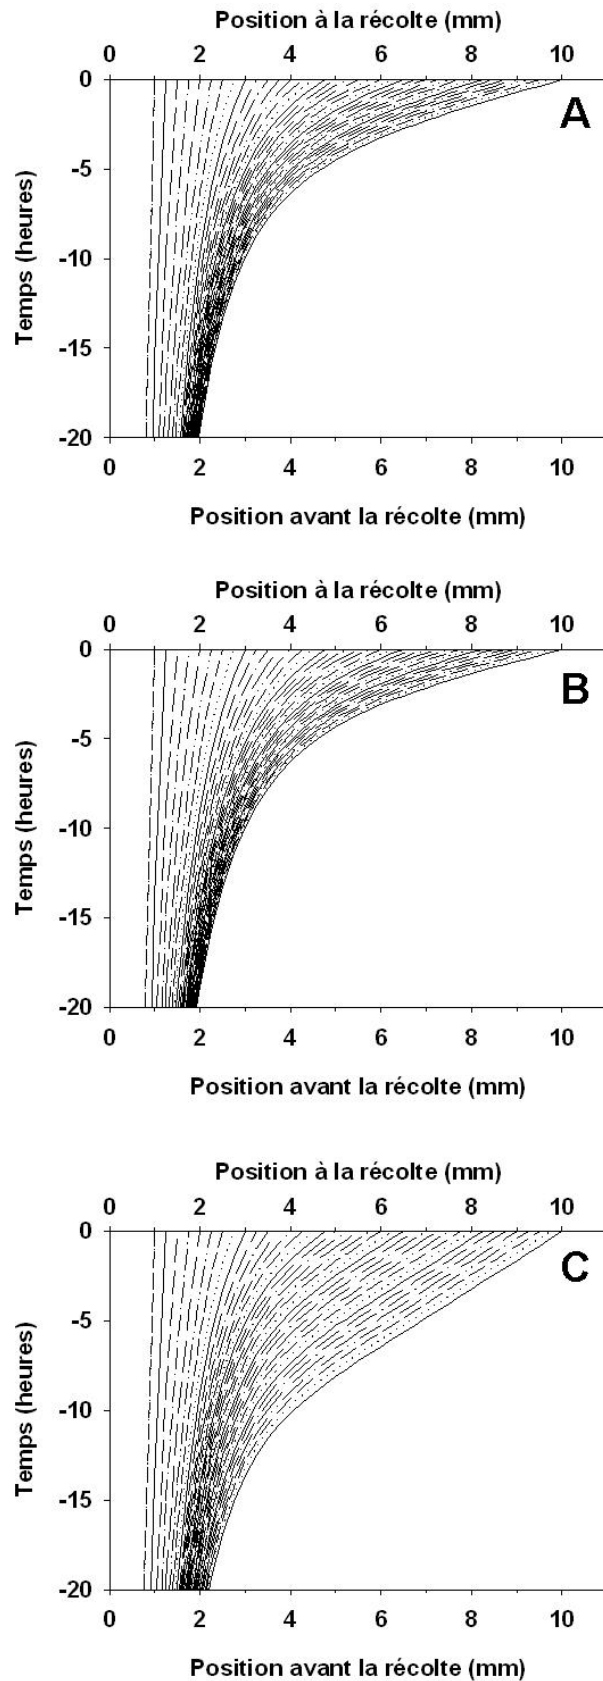 Position à la récolte (mm)
0 2 4 6 8 10
0
A
-5
Temps (heures)
-10
-15
-20
0 2 4 6 8 10
Position avant la récolte (mm)
Position à la récolte (mm)
0 2 4 6 8 10
0
B
-5
Temps (heures)
-10
-15
-20
0 2 4 6 8 10
Position avant la récolte (mm)
Position à la récolte (mm)
0 2 4 6 8 10
0
C
-5
Temps (heures)
-10
-15
-20
0 2 4 6 8 10
Position avant la récolte (mm)